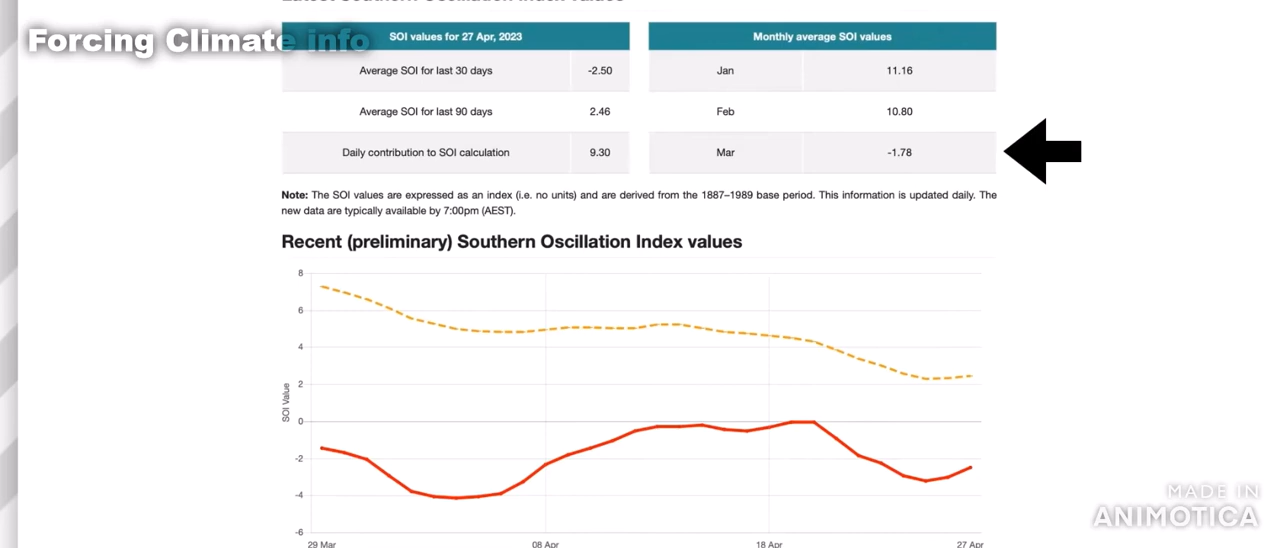 Latest Southern Oscillation Index values
Forcing Climate info
SOI values for 27 Apr, 2023
Average SOI for last 30 days -2.50
Average SOI for last 90 days 2.46
Daily contribution to SOI calculation 9.30
Monthly average SOI values
Jan 11.16
Feb 10.80
Mar -1.78
Note: The SOI values are expressed as an index (i.e. no units) and are derived from the 1887–1989 base period. This information is updated daily. The
new data are typically available by 7:00pm (AEST).
Recent (preliminary) Southern Oscillation Index values
8
6
4
2
0
-2
-4
-6
SOI Value
29 Mar 08 Apr 18 Apr 27 Apr
MADE IN
ANIMOTICA